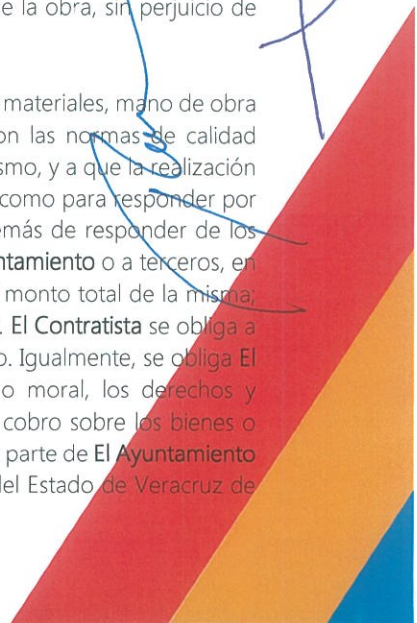 e la obra, sin perjuicio de
materiales, mano de obra
on las normas de calidad
smo, y a que la realización
como para responder por
emás de responder de los
ntamiento o a terceros, en
monto total de la misma;
. El Contratista se obliga a
o. Igualmente, se obliga El
o moral, los derechos y
cobro sobre los bienes o
parte de El Ayuntamiento
del Estado de Veracruz de